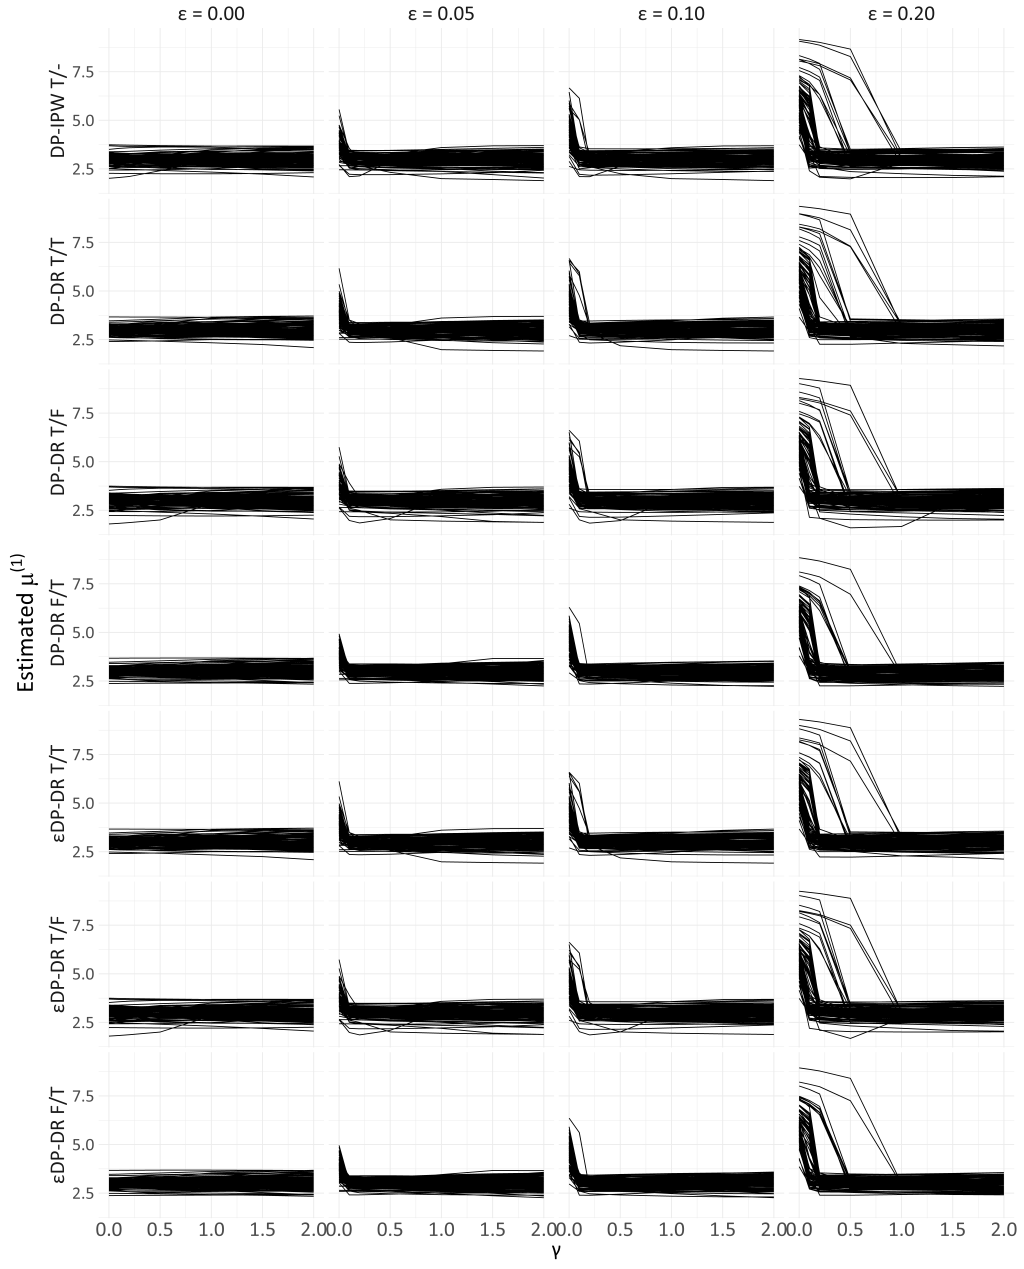 ε = 0.00 ε = 0.05 ε = 0.10 ε = 0.20
DP-IPW T/-
7.5
5.0
2.5
DP-DR T/T
7.5
5.0
2.5
DP-DR T/F
7.5
5.0
2.5
Estimated μ(1)
DP-DR F/T
7.5
5.0
2.5
εDP-DR T/T
7.5
5.0
2.5
εDP-DR T/F
7.5
5.0
2.5
εDP-DR F/T
7.5
5.0
2.5
0.0 0.5 1.0 1.5 2.0 0.0 0.5 1.0 1.5 2.0 0.0 0.5 1.0 1.5 2.0 0.0 0.5 1.0 1.5 2.0
γ